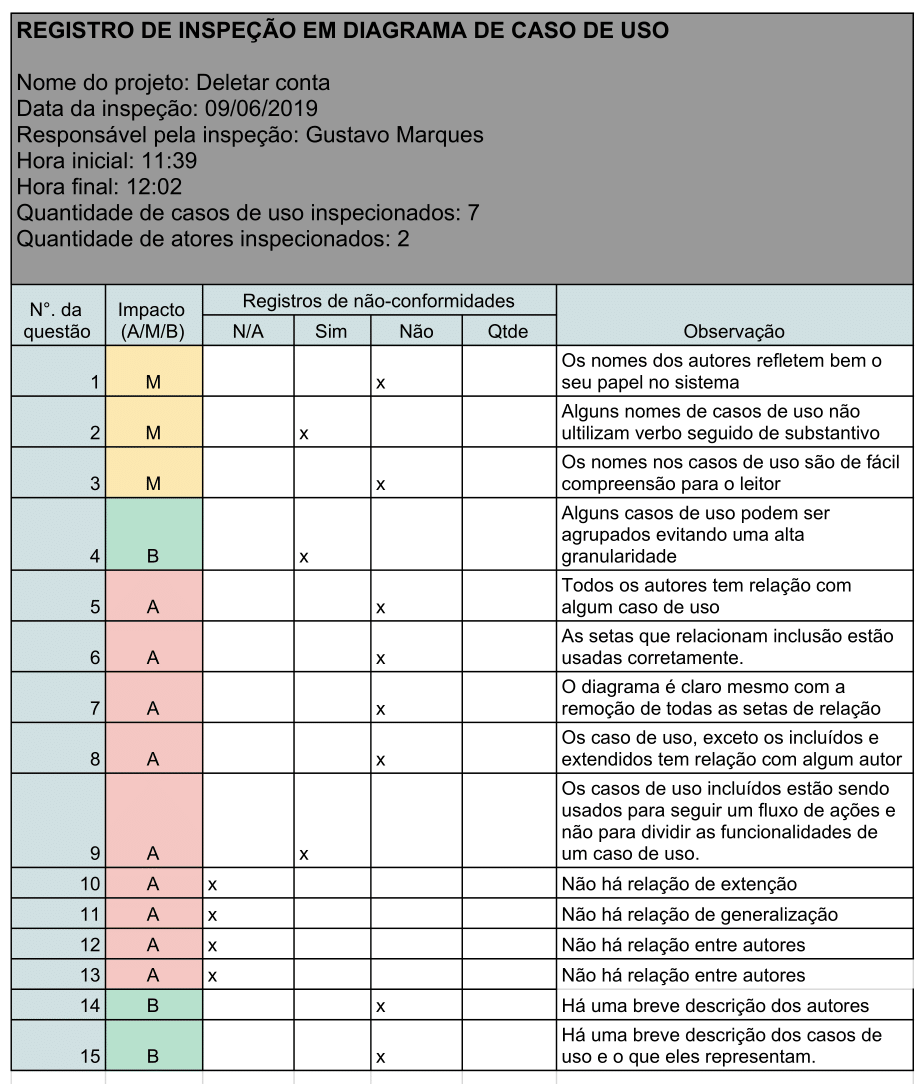 REGISTRO DE INSPEÇÃO EM DIAGRAMA DE CASO DE USO
Nome do projeto: Deletar conta
Data da inspeção: 09/06/2019
Responsável pela inspeção: Gustavo Marques
Hora inicial: 11:39
Hora final: 12:02
Quantidade de casos de uso inspecionados: 7
Quantidade de atores inspecionados: 2
N°. da
questão
Impacto
(A/M/B)
Registros de não-conformidades
N/A Sim Não Qtde
Observação
Os nomes dos autores refletem bem o
1 M x seu papel no sistema
Alguns nomes de casos de uso não
2 M x ultilizam verbo seguido de substantivo
Os nomes nos casos de uso são de fácil
3 M x compreensão para o leitor
Alguns casos de uso podem ser
agrupados evitando uma alta
4 B x granularidade
Todos os autores tem relação com
5 A x algum caso de uso
As setas que relacionam inclusão estão
6 A x usadas corretamente.
O diagrama é claro mesmo com a
7 A x remoção de todas as setas de relação
Os caso de uso, exceto os incluídos e
8 A x extendidos tem relação com algum autor
Os casos de uso incluídos estão sendo
usados para seguir um fluxo de ações e
não para dividir as funcionalidades de
9 A x um caso de uso.
10 A x Não há relação de extenção
11 A x Não há relação de generalização
12 A x Não há relação entre autores
13 A x Não há relação entre autores
14 B x Há uma breve descrição dos autores
Há uma breve descrição dos casos de
15 B x uso e o que eles representam.